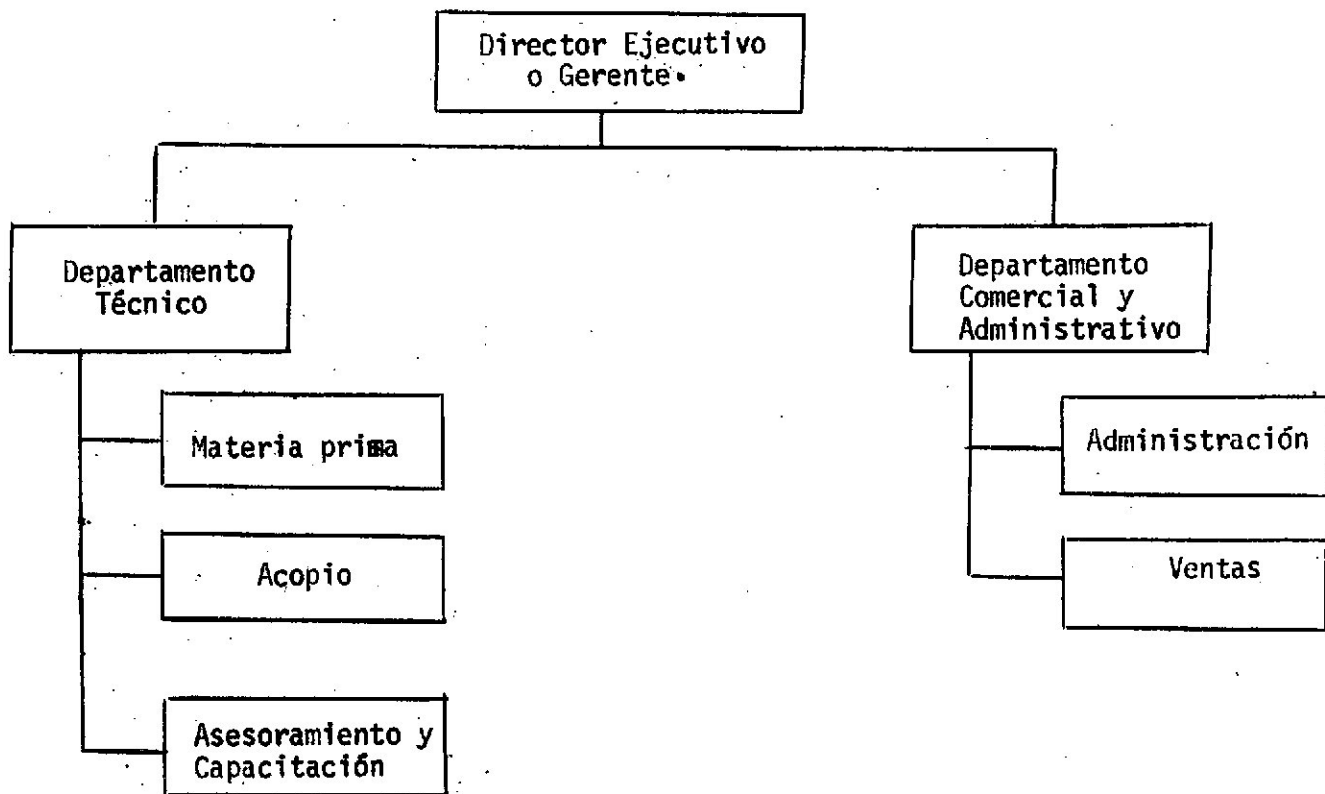 Director Ejecutivo
o Gerente.
Departamento
Técnico
Departamento
Comercial y
Administrativo
Materia prima
Administración
Acopio
Ventas
Asesoramiento y
Capacitación